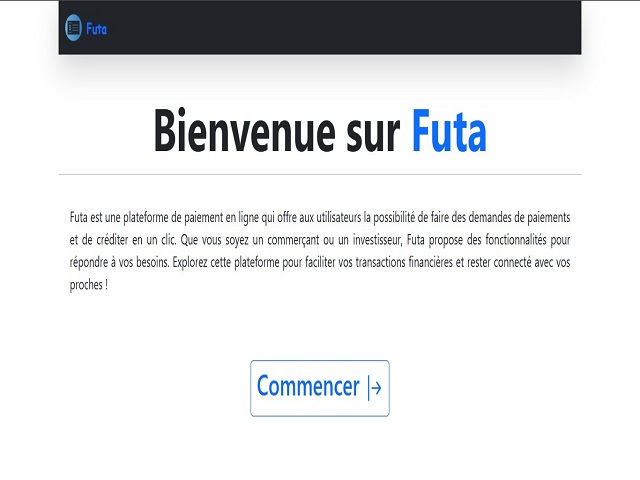 Futa
Bienvenue sur Futa
Futa est une plateforme de paiement en ligne qui offre aux utilisateurs la possibilité de faire des demandes de paiements
et de créditer en un clic. Que vous soyez un commerçant ou un investisseur, Futa propose des fonctionnalités pour
répondre à vos besoins. Explorez cette plateforme pour faciliter vos transactions financières et rester connecté avec vos
proches !
Commencer